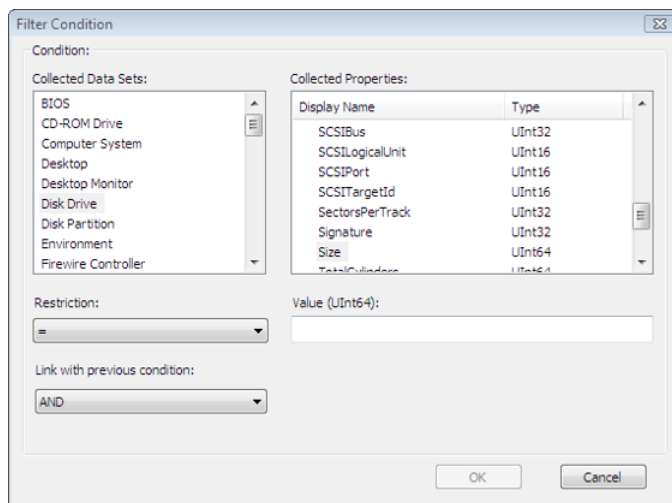 Filter Condition
Condition:
Collected Data Sets:
BIOS
CD-ROM Drive
Computer System
Desktop
Desktop Monitor
Disk Drive
Disk Partition
Environment
Firewire Controller
Collected Properties:
Display Name Type
SCSIBus UInt32
SCSILogicalUnit UInt16
SCSIPort UInt16
SCSITargetId UInt16
SectorsPerTrack UInt32
Signature UInt32
Size UInt64
TotalCylinders UInt64
Restriction:
=
Value (UInt64):
Link with previous condition:
AND
OK Cancel